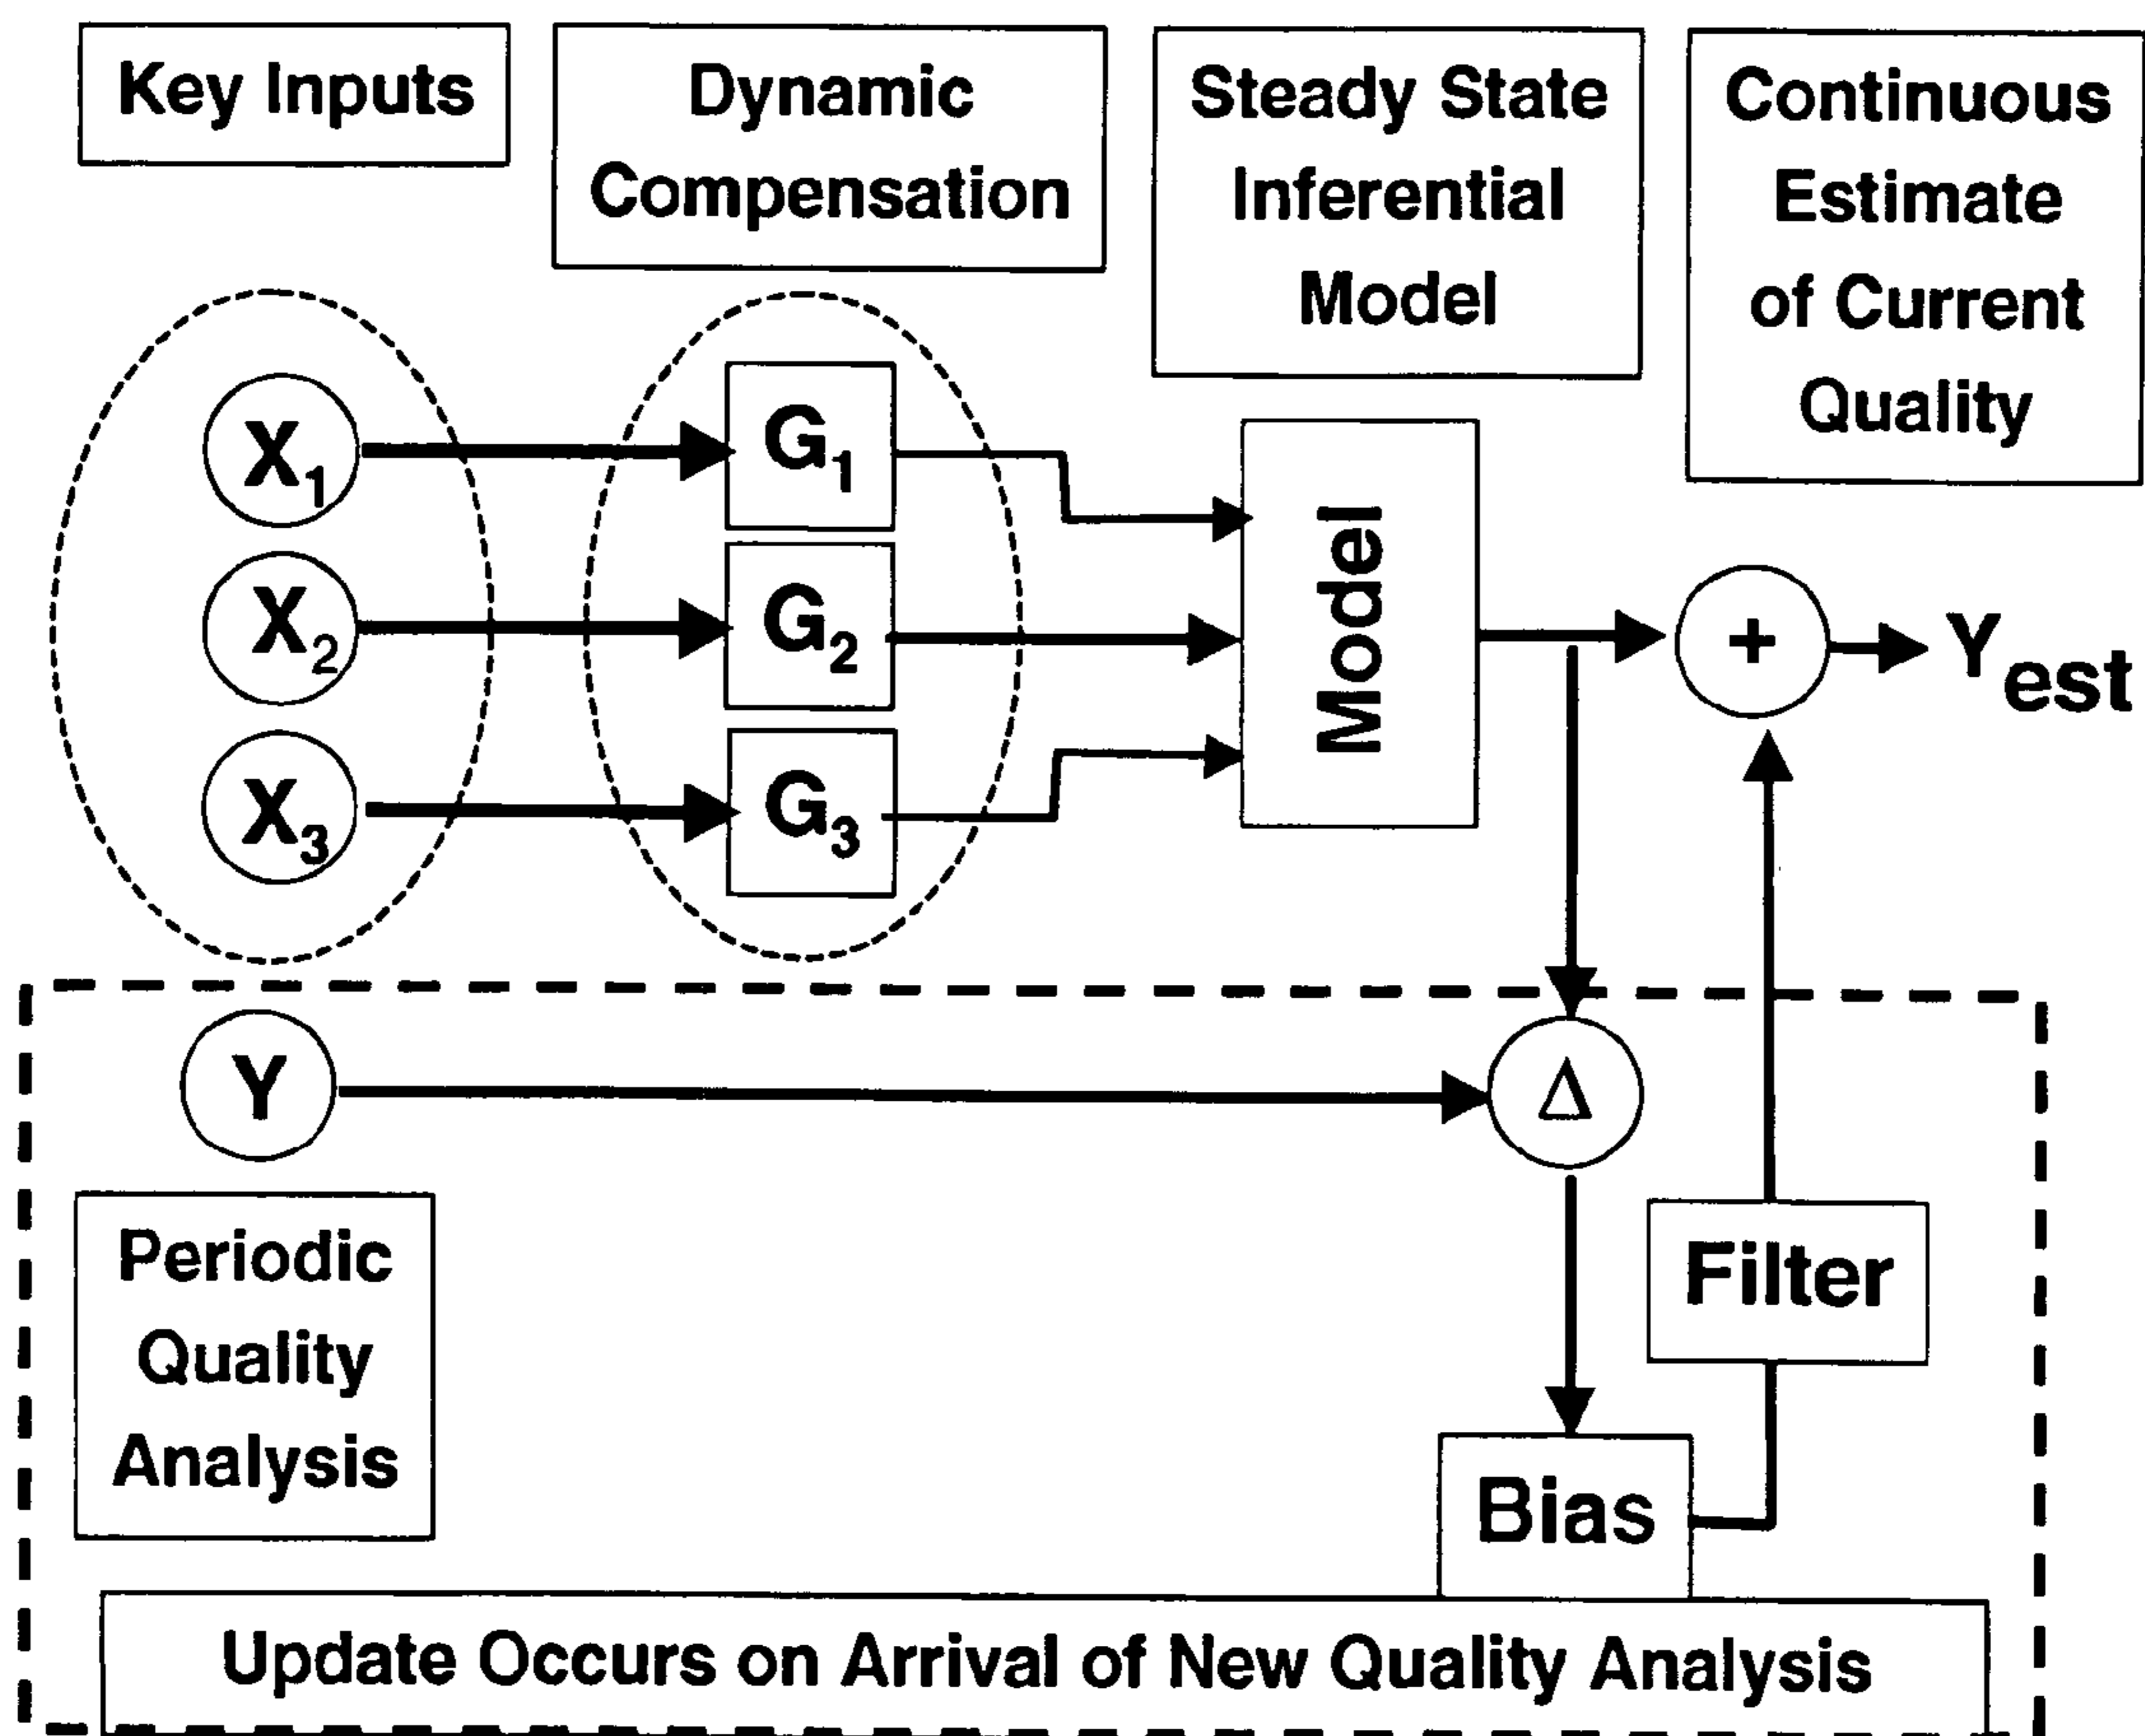 Key Inputs
Dynamic
Compensation
Steady State
Inferential
Model
Continuous
Estimate
of Current
Quality
X1
G1
X2
G2
X3
G3
Model
+
Yest
Y
Δ
Periodic
Quality
Analysis
Filter
Bias
Update Occurs on Arrival of New Quality Analysis